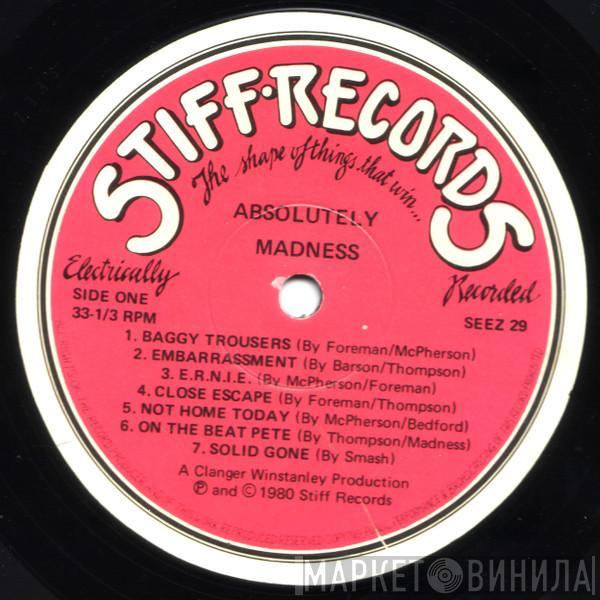 STIFF·RECORDS
The shape of things that win...
ABSOLUTELY
MADNESS
Electrically
Recorded
SIDE ONE
33-1/3 RPM
SEEZ 29
1. BAGGY TROUSERS (By Foreman/McPherson)
2. EMBARRASSMENT (By Barson/Thompson)
3. E.R.N.I.E. (By McPherson/Foreman)
4. CLOSE ESCAPE (By Foreman/Thompson)
5. NOT HOME TODAY (By McPherson/Bedford)
6. ON THE BEAT PETE (By Thompson/Madness)
7. SOLID GONE (By Smash)
A Clanger Winstanley Production
℗ and © 1980 Stiff Records
МАРКЕТ ВИНИЛА